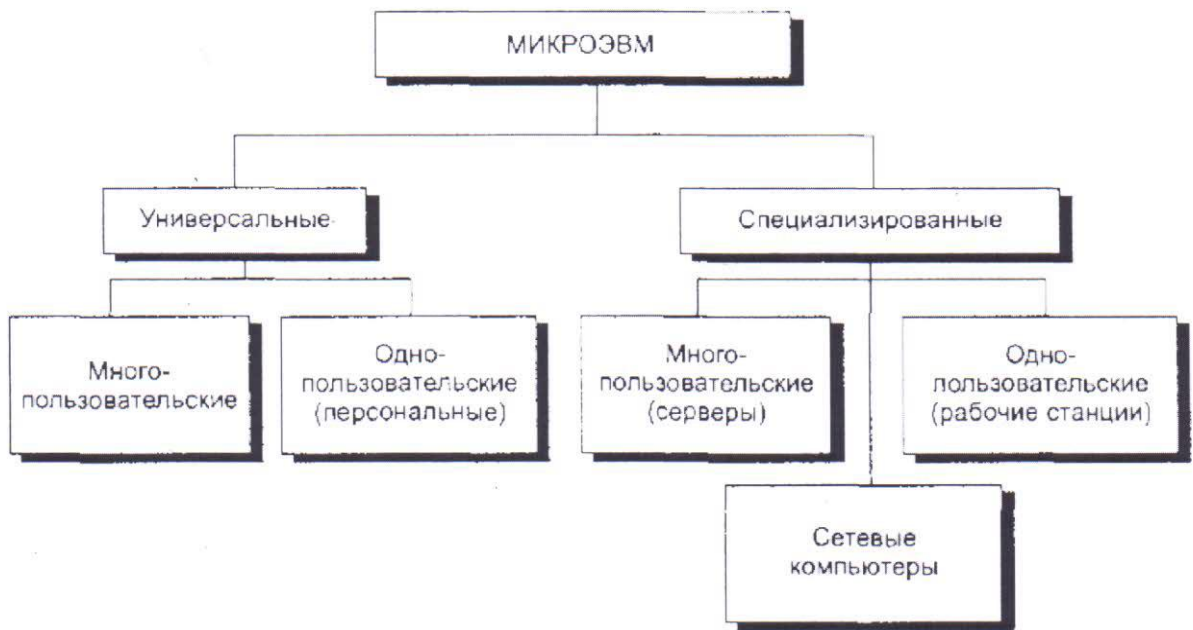 МИКРОЭВМ
Универсальные
Специализированные
Много-
пользовательские
Одно-
пользовательские
(персональные)
Много-
пользовательские
(серверы)
Одно-
пользовательские
(рабочие станции)
Сетевые
компьютеры